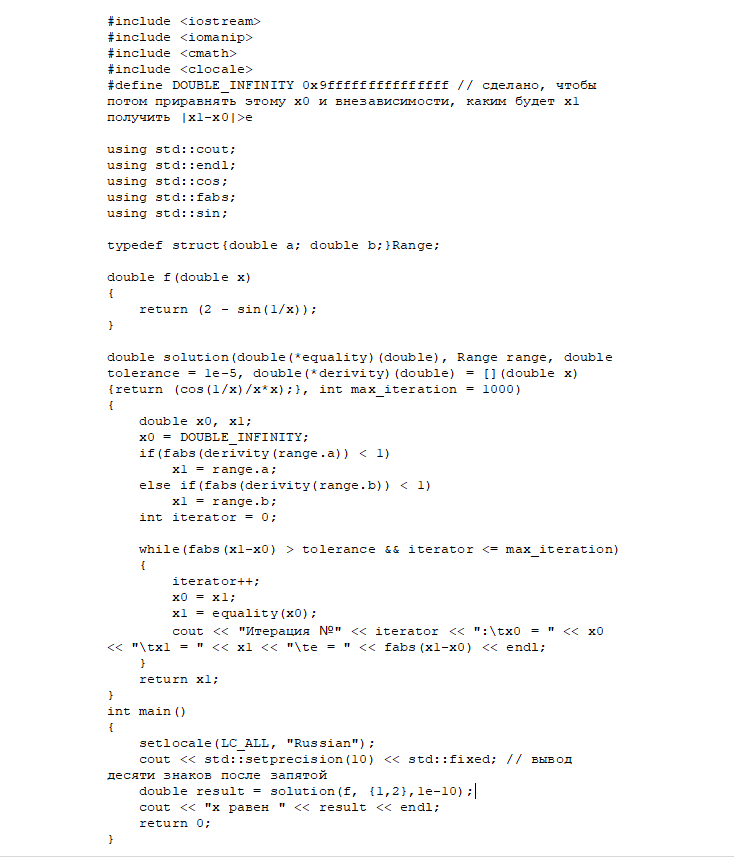 #include <iostream>
#include <iomanip>
#include <cmath>
#include <clocale>
#define DOUBLE_INFINITY 0x9fffffffffffffff // сделано, чтобы
потом приравнять этому x0 и внезависимости, каким будет x1
получить |x1-x0|>e
using std::cout;
using std::endl;
using std::cos;
using std::fabs;
using std::sin;
typedef struct{double a; double b;}Range;
double f(double x)
{
return (2 - sin(1/x));
}
double solution(double(*equality)(double), Range range, double
tolerance = 1e-5, double(*derivity)(double) = [](double x)
{return (cos(1/x)/x*x);}, int max_iteration = 1000)
{
double x0, x1;
x0 = DOUBLE_INFINITY;
if(fabs(derivity(range.a)) < 1)
x1 = range.a;
else if(fabs(derivity(range.b)) < 1)
x1 = range.b;
int iterator = 0;
while(fabs(x1-x0) > tolerance && iterator <= max_iteration)
{
iterator++;
x0 = x1;
x1 = equality(x0);
cout << "Итерация №" << iterator << ":\tx0 = " << x0
<< "\tx1 = " << x1 << "\te = " << fabs(x1-x0) << endl;
}
return x1;
}
int main()
{
setlocale(LC_ALL, "Russian");
cout << std::setprecision(10) << std::fixed; // вывод
десяти знаков после запятой
double result = solution(f, {1,2},1e-10);
cout << "x равен " << result << endl;
return 0;
}